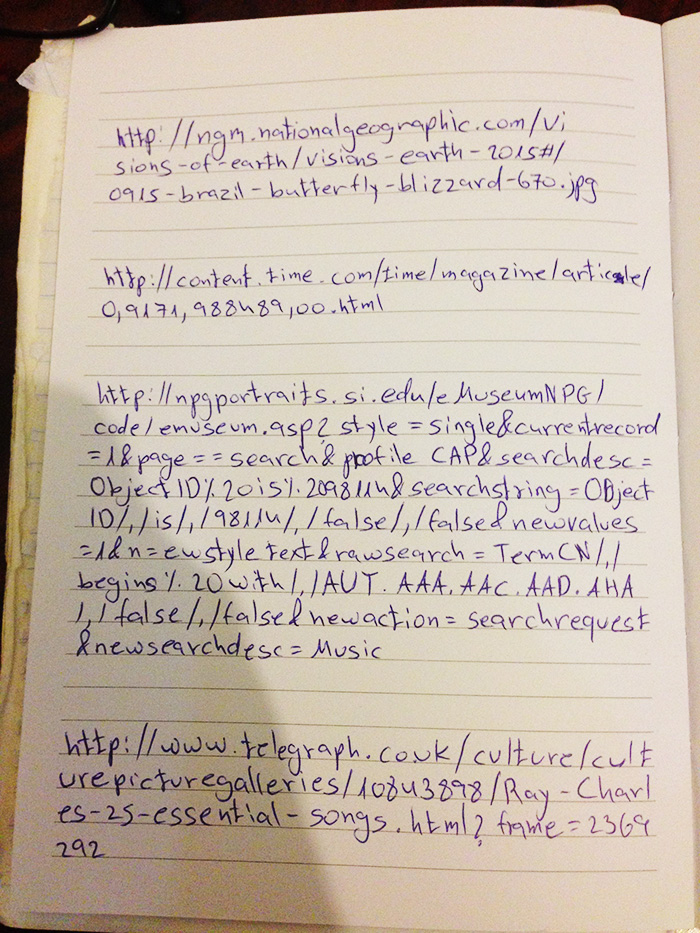 http://ngm.nationalgeographic.com/vi
sions-of-earth/visions-earth-2015#/
0915-brazil-butterfly-blizzard-670.jpg
http://content.time.com/time/magazine/article/
0,9171,988489,00.html
http://npgportraits.si.edu/eMuseumNPG/
code/emuseum.asp?style=single&currentrecord
=1&page==search&profile CAP&searchdesc=
Object ID%20is%2098114&searchstring=Object
ID/,/is/,/98114/,/false/,/false&newvalues
=1&n=ewstyle text&rawsearch=TermCN/,/
begins%20with/,/AUT.AAA.AAC.AAD.AHA
/,/false/,/false&newaction=searchrequest
&newsearchdesc=Music
http://www.telegraph.co.uk/culture/cult
urepicturegalleries/10843898/Ray-Charl
es-25-essential-songs.html?frame=2369
292